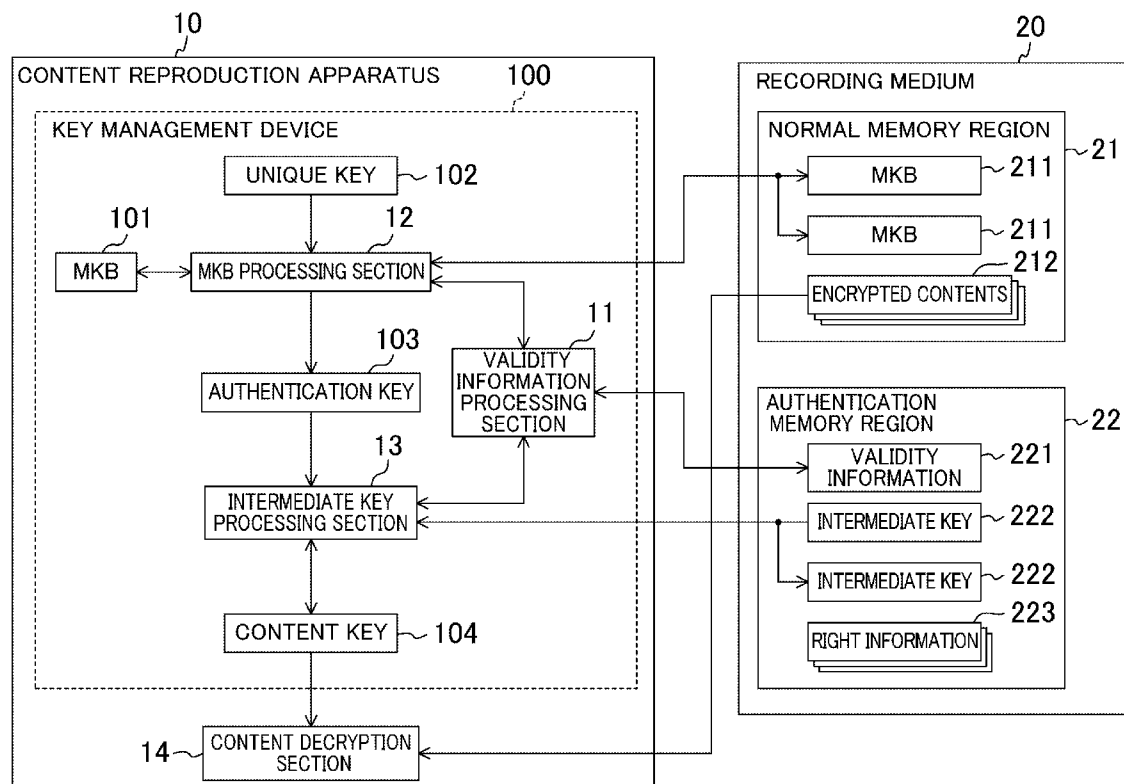 10
CONTENT REPRODUCTION APPARATUS
100
KEY MANAGEMENT DEVICE
UNIQUE KEY
102
101
MKB
12
MKB PROCESSING SECTION
103
AUTHENTICATION KEY
11
VALIDITY
INFORMATION
PROCESSING
SECTION
13
INTERMEDIATE KEY
PROCESSING SECTION
CONTENT KEY
104
14
CONTENT DECRYPTION
SECTION
20
RECORDING MEDIUM
NORMAL MEMORY REGION
21
MKB
211
MKB
211
212
ENCRYPTED CONTENTS
AUTHENTICATION
MEMORY REGION
22
VALIDITY
INFORMATION
221
INTERMEDIATE KEY
222
INTERMEDIATE KEY
222
223
RIGHT INFORMATION